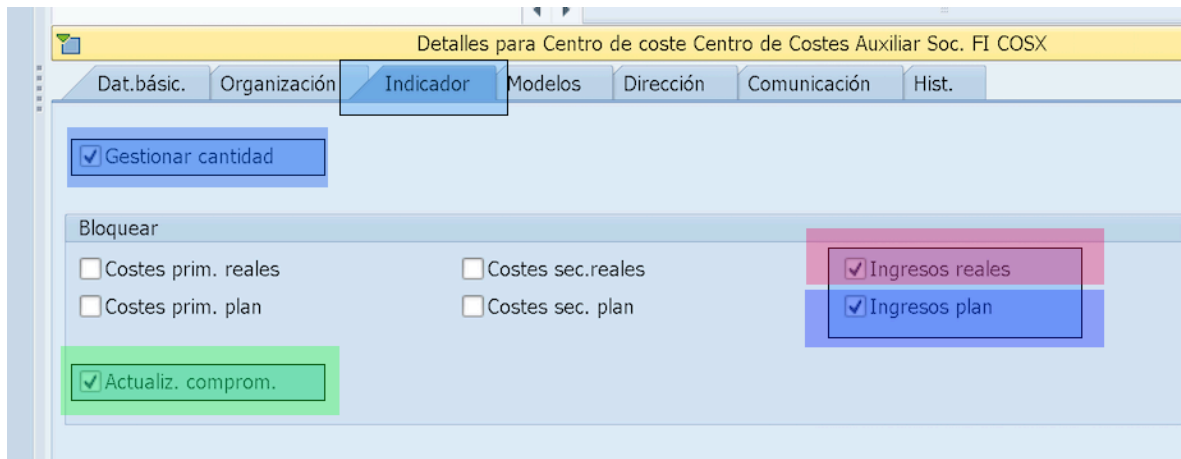 Detalles para Centro de coste Centro de Costes Auxiliar Soc. FI COSX
Dat.básic. Organización Indicador Modelos Dirección Comunicación Hist.
Gestionar cantidad
Bloquear
Costes prim. reales Costes sec.reales Ingresos reales
Costes prim. plan Costes sec. plan Ingresos plan
Actualiz. comprom.